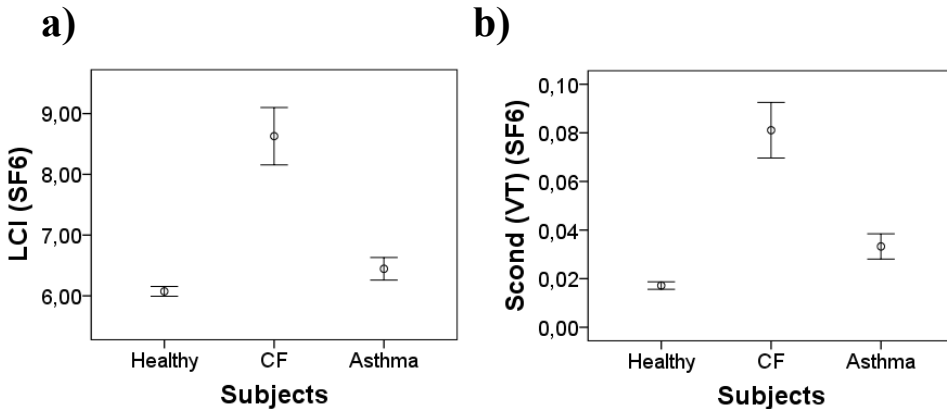 a)
LCI (SF6)
9,00
8,00
7,00
6,00
Healthy CF Asthma
Subjects
b)
Scond (VT) (SF6)
0,10
0,08
0,06
0,04
0,02
0,00
Healthy CF Asthma
Subjects